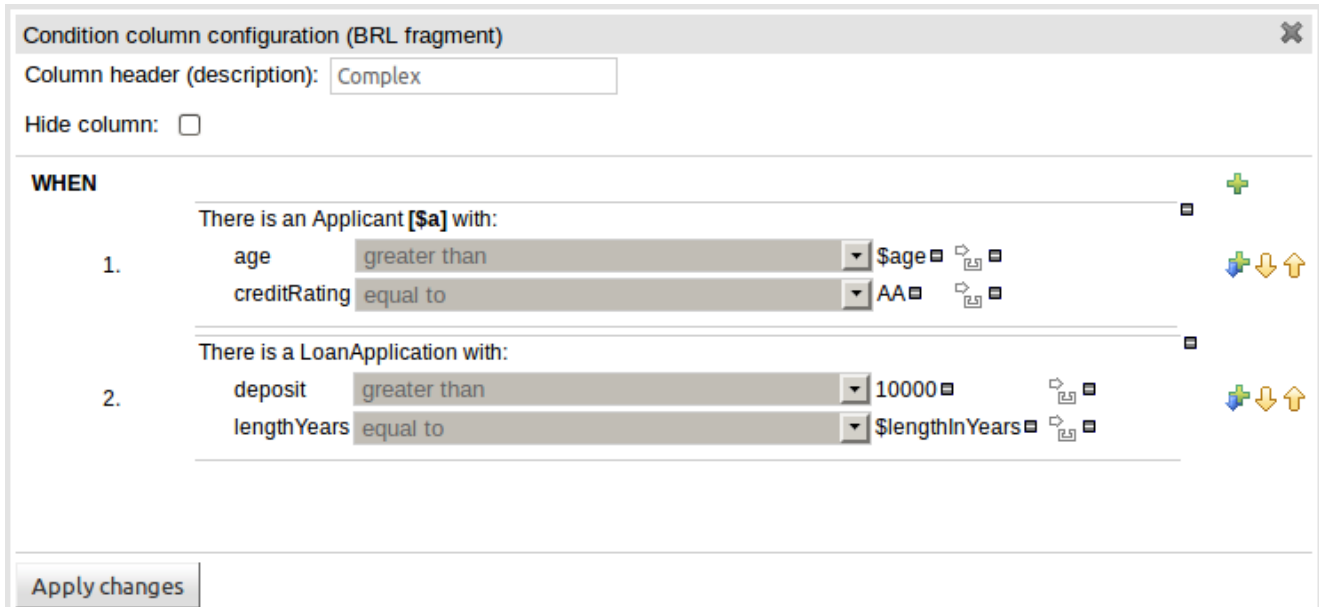 Condition column configuration (BRL fragment)
Column header (description): Complex
Hide column:
WHEN
There is an Applicant [$a] with:
1.
age greater than $age
creditRating equal to AA
There is a LoanApplication with:
2.
deposit greater than 10000
lengthYears equal to $lengthInYears
Apply changes